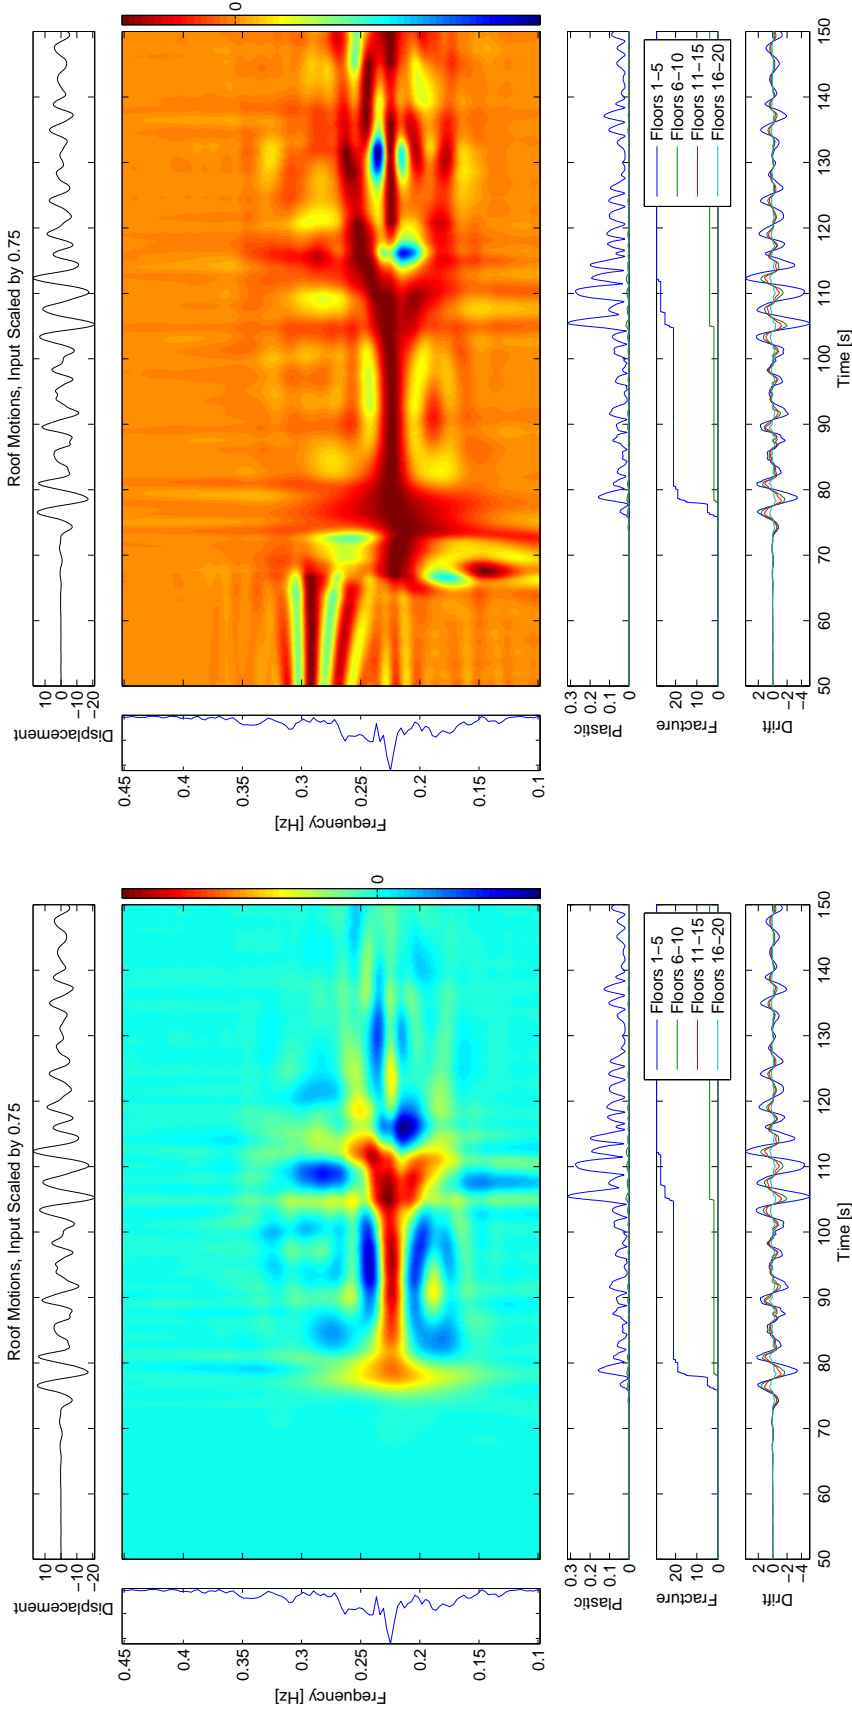 Roof Motions, Input Scaled by 0.75
Displacement
10
0
−10
−20
Frequency [Hz]
0.45
0.4
0.35
0.3
0.25
0.2
0.15
0.1
0
Plastic
0.3
0.2
0.1
0
Fracture
20
10
0
Floors 1−5
Floors 6−10
Floors 11−15
Floors 16−20
Drift
2
0
−2
−4
50 60 70 80 90 100 110 120 130 140 150
Time [s]
Roof Motions, Input Scaled by 0.75
Displacement
10
0
−10
−20
Frequency [Hz]
0.45
0.4
0.35
0.3
0.25
0.2
0.15
0.1
0
Plastic
0.3
0.2
0.1
0
Fracture
20
10
0
Floors 1−5
Floors 6−10
Floors 11−15
Floors 16−20
Drift
2
0
−2
−4
50 60 70 80 90 100 110 120 130 140 150
Time [s]